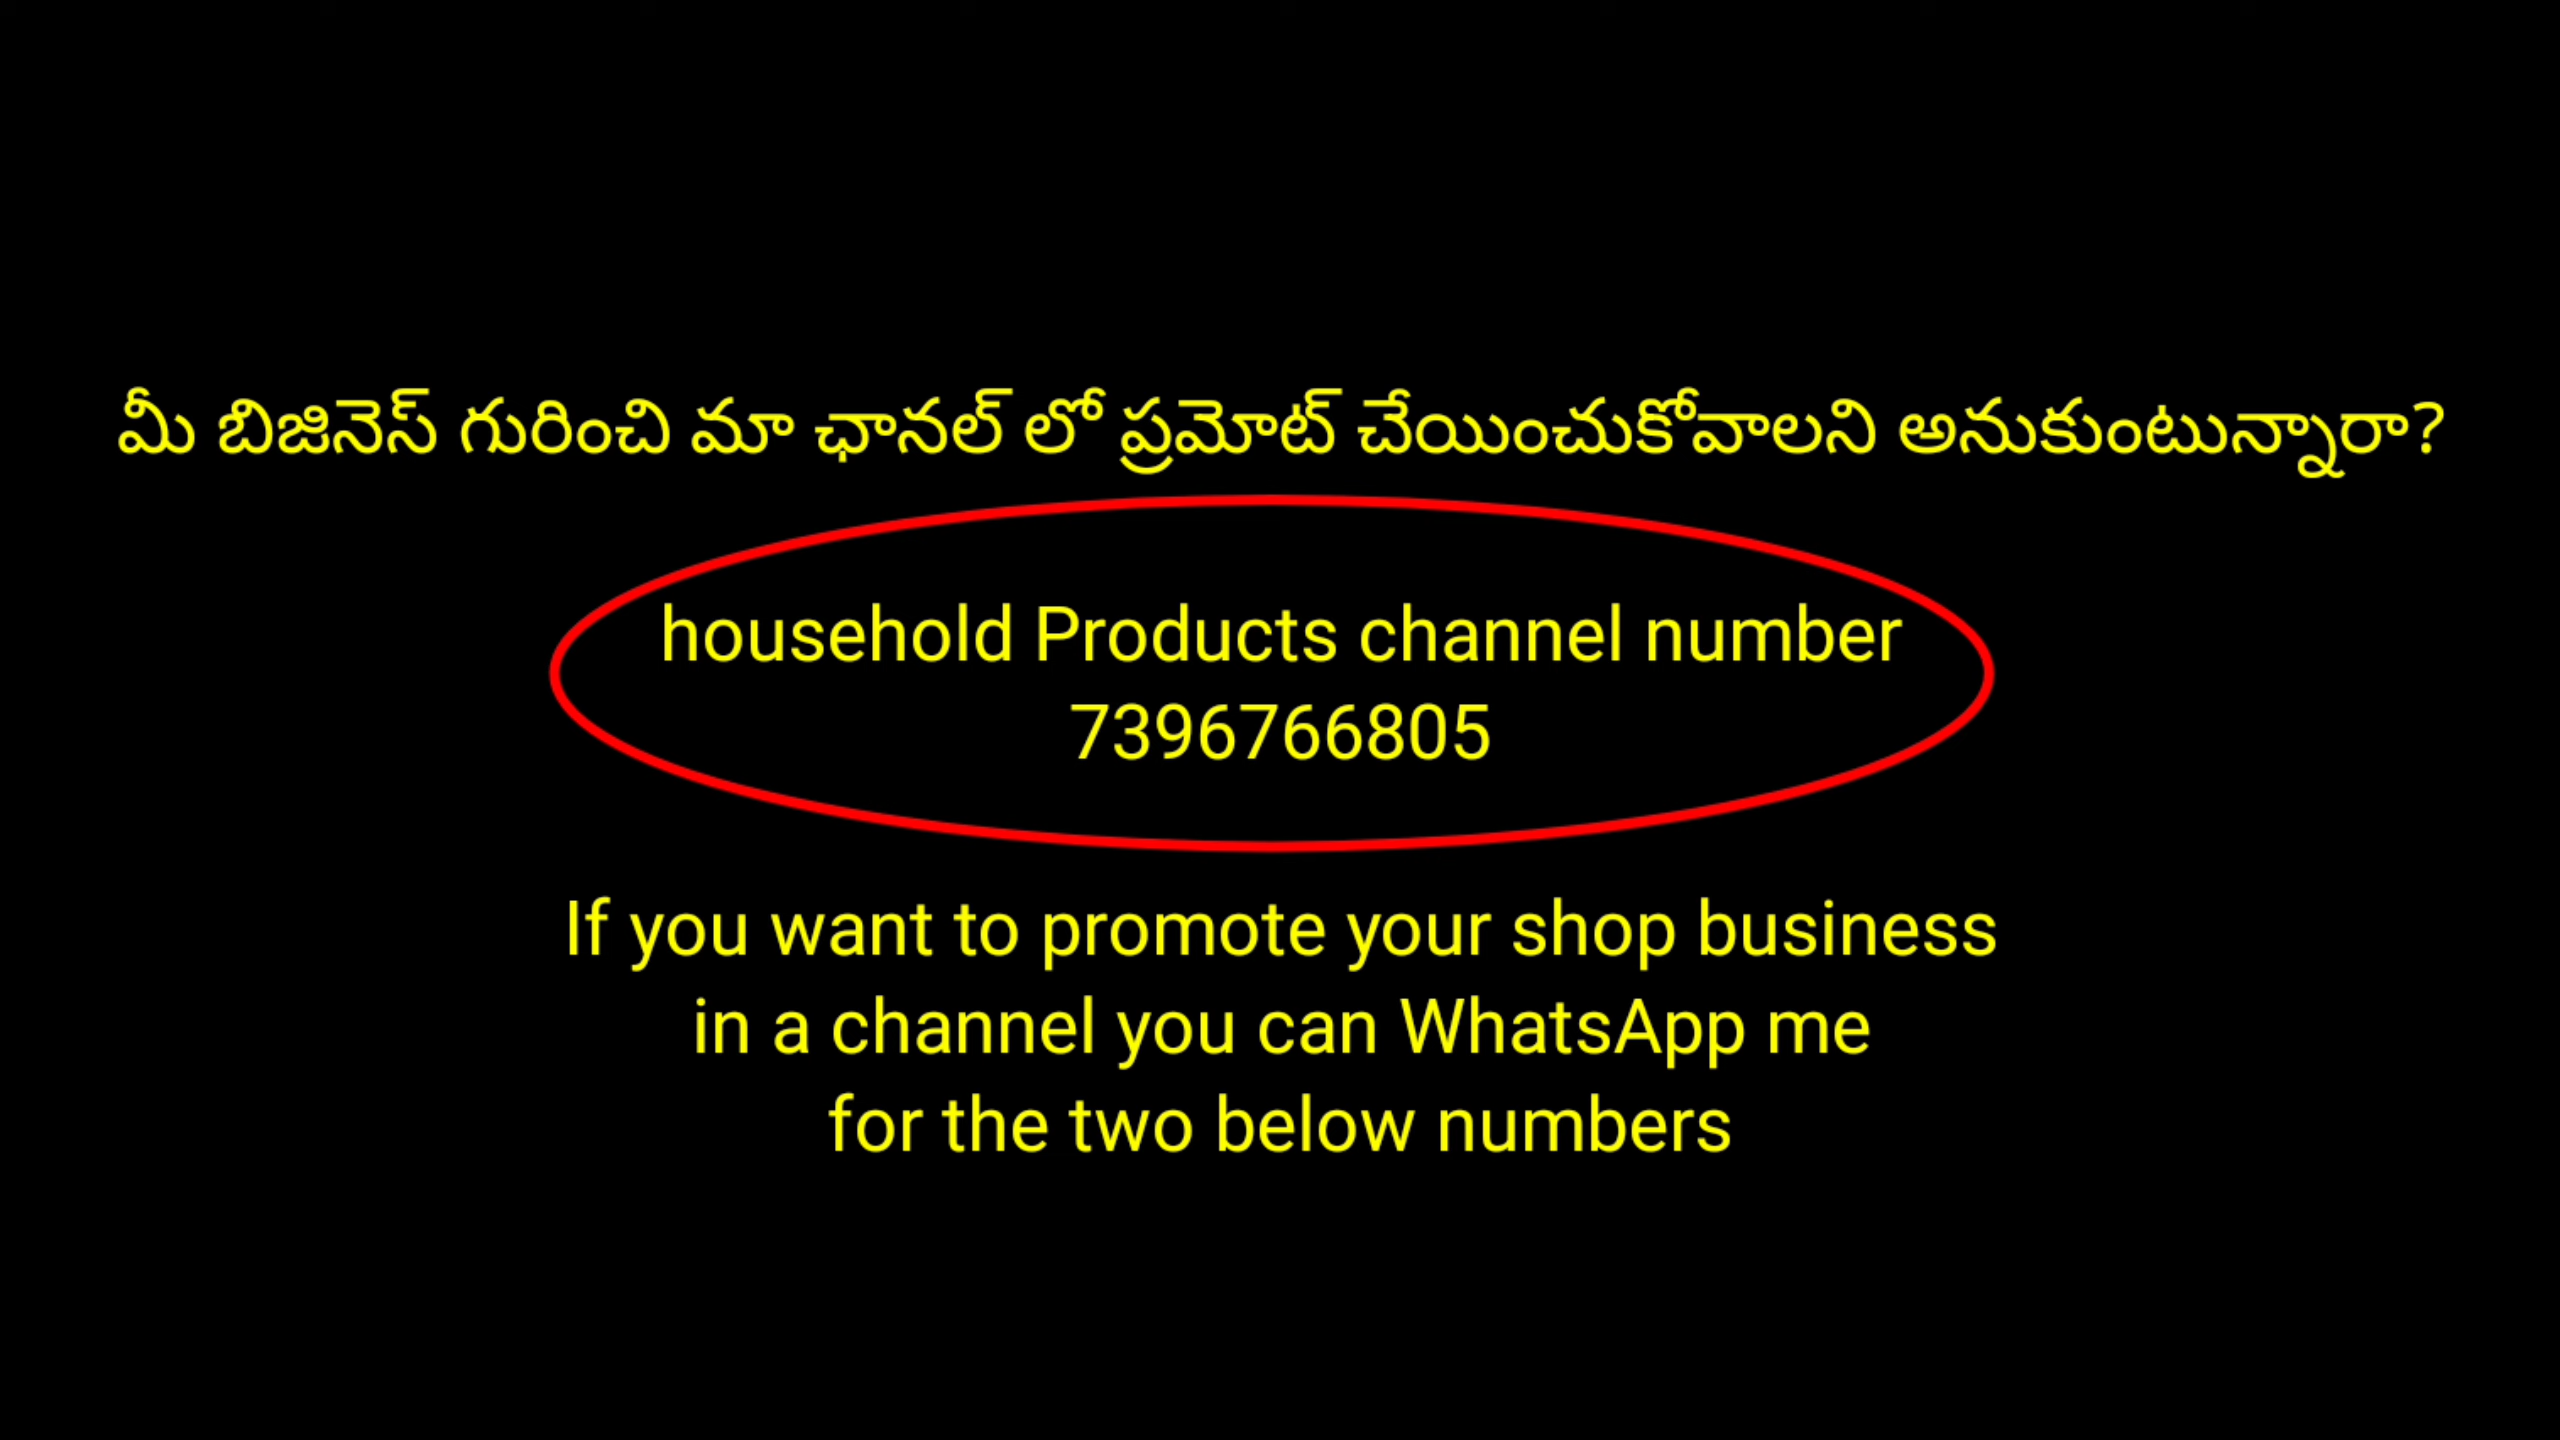 మీ బిజినెస్ గురించి మా ఛానల్ లో ప్రమోట్ చేయించుకోవాలని అనుకుంటున్నారా?
household Products channel number
7396766805
If you want to promote your shop business
in a channel you can WhatsApp me
for the two below numbers